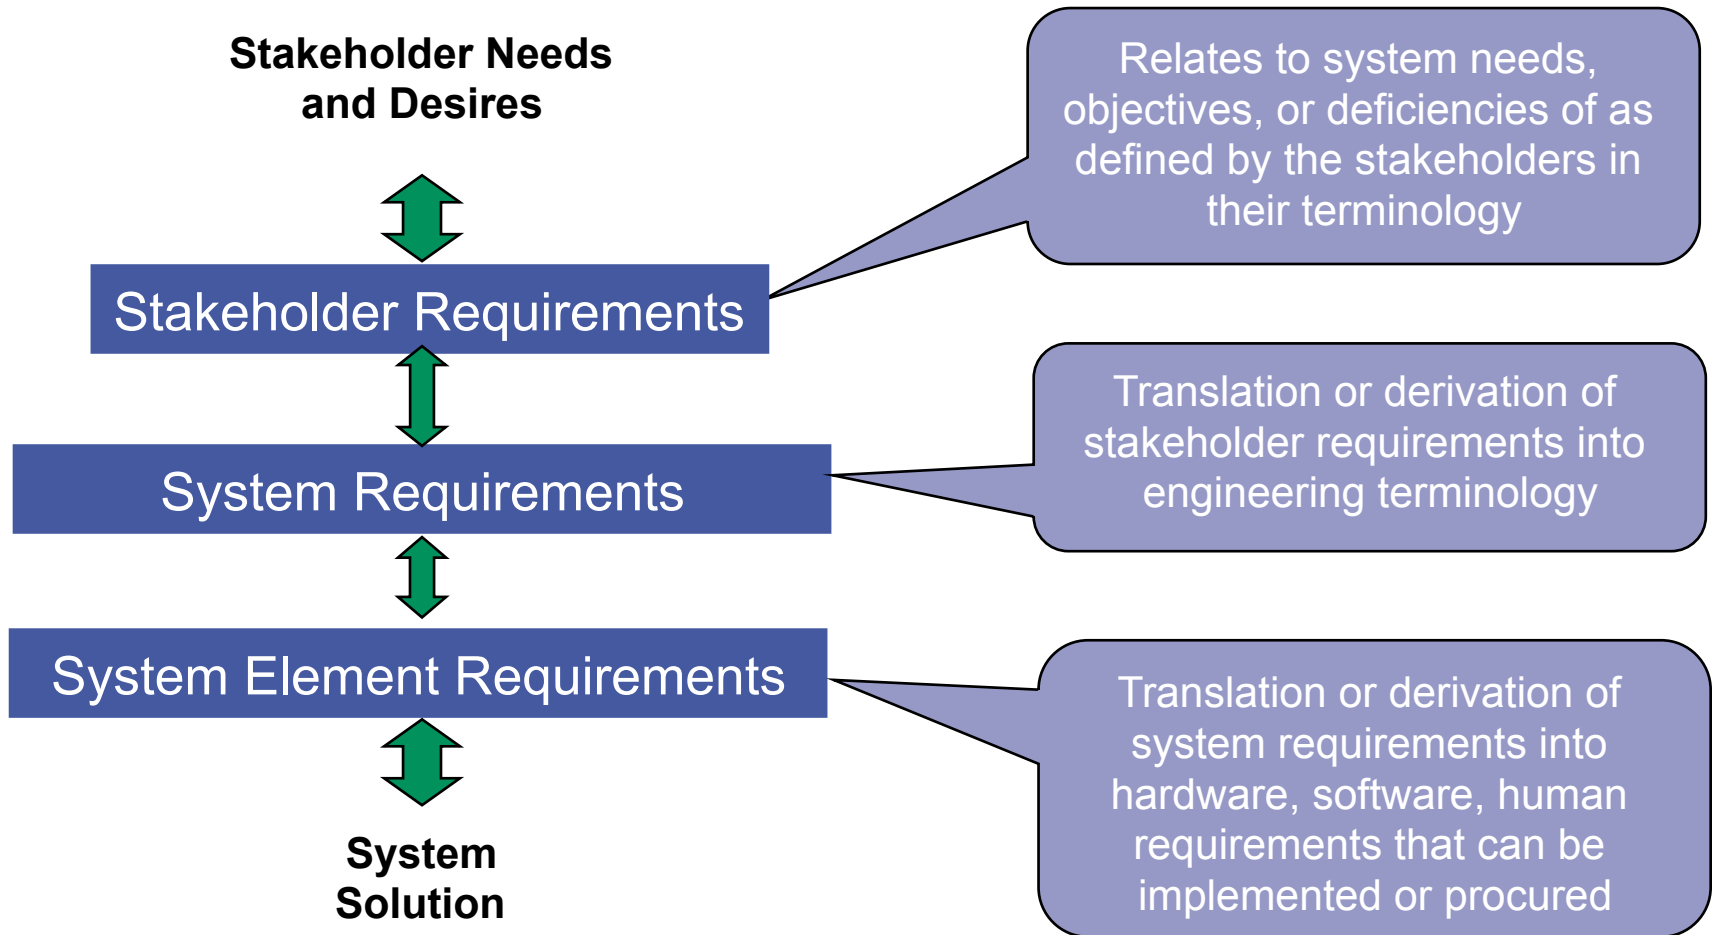 Stakeholder Needs
and Desires
Relates to system needs,
objectives, or deficiencies of as
defined by the stakeholders in
their terminology
Stakeholder Requirements
Translation or derivation of
stakeholder requirements into
engineering terminology
System Requirements
System Element Requirements
Translation or derivation of
system requirements into
hardware, software, human
requirements that can be
implemented or procured
System
Solution